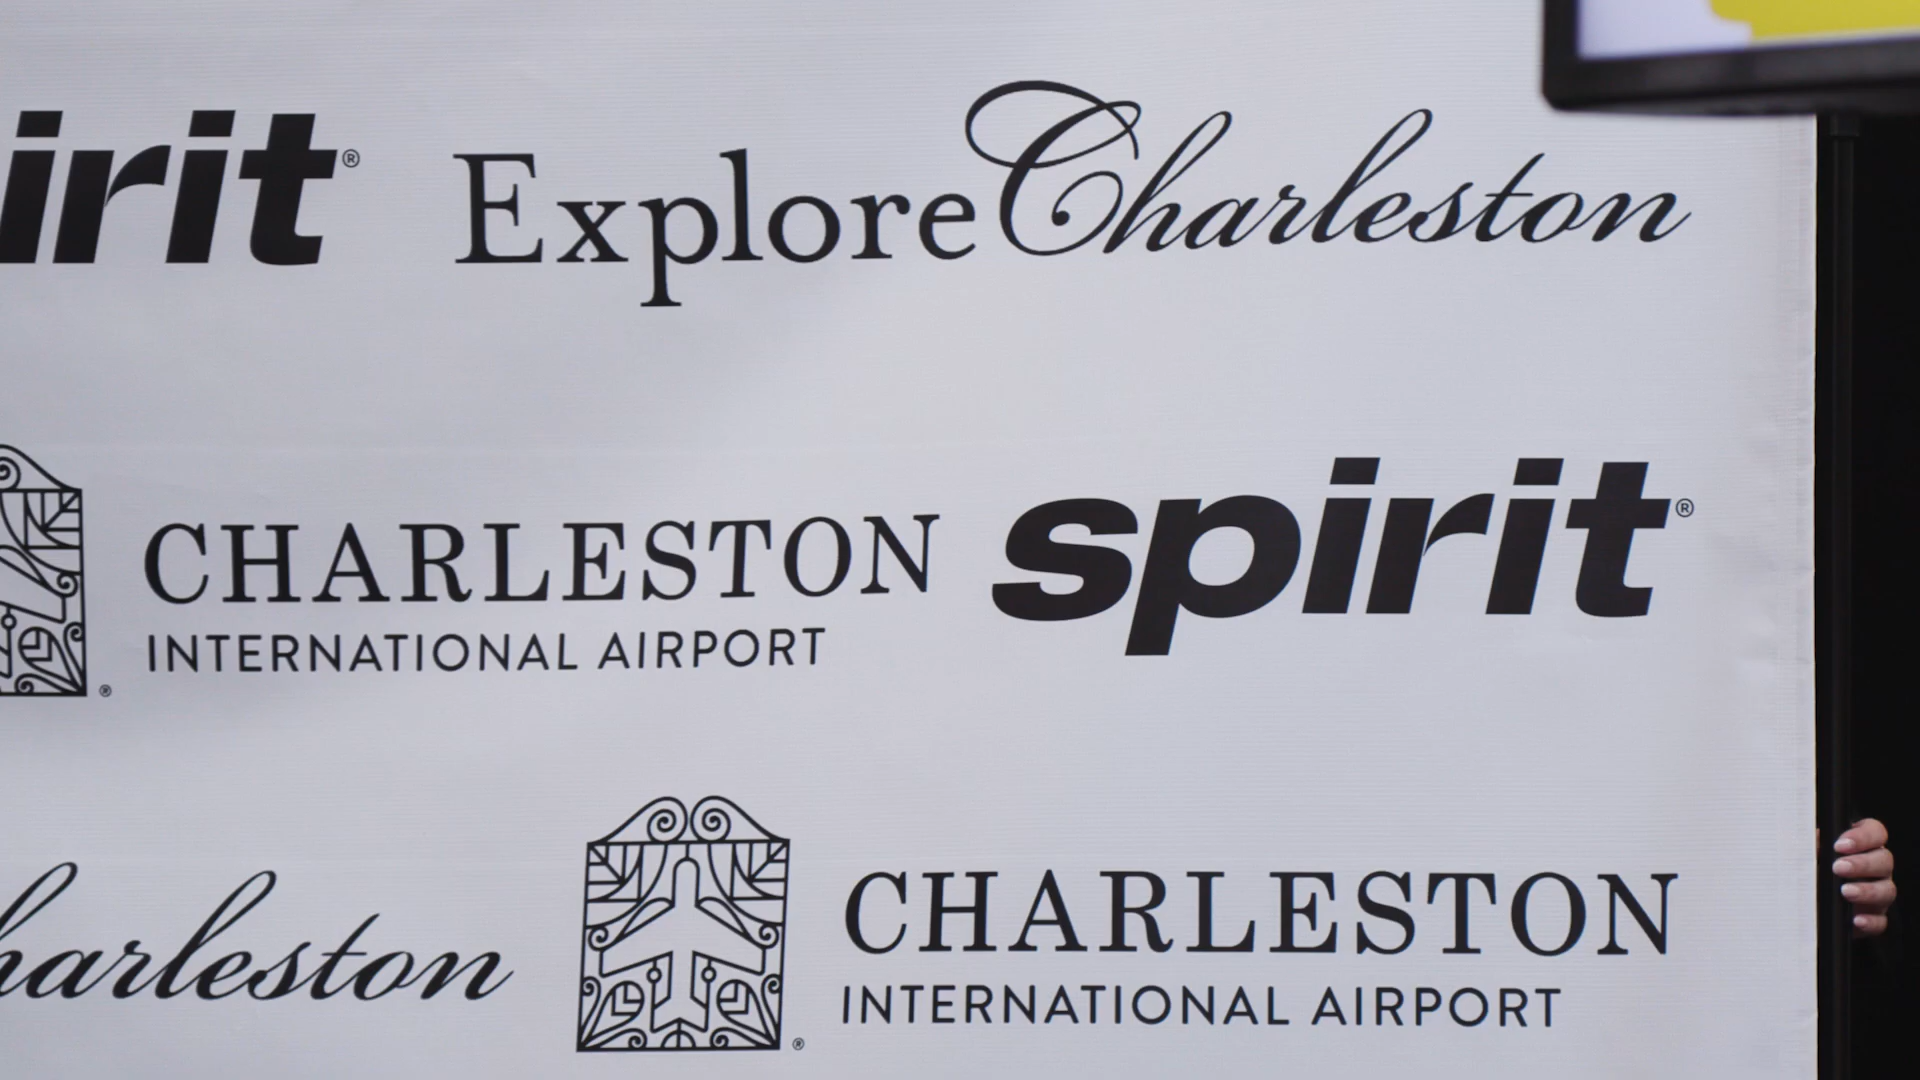 irit®
Explore Charleston
CHARLESTON
INTERNATIONAL AIRPORT
®
spirit®
harleston
CHARLESTON
INTERNATIONAL AIRPORT
®